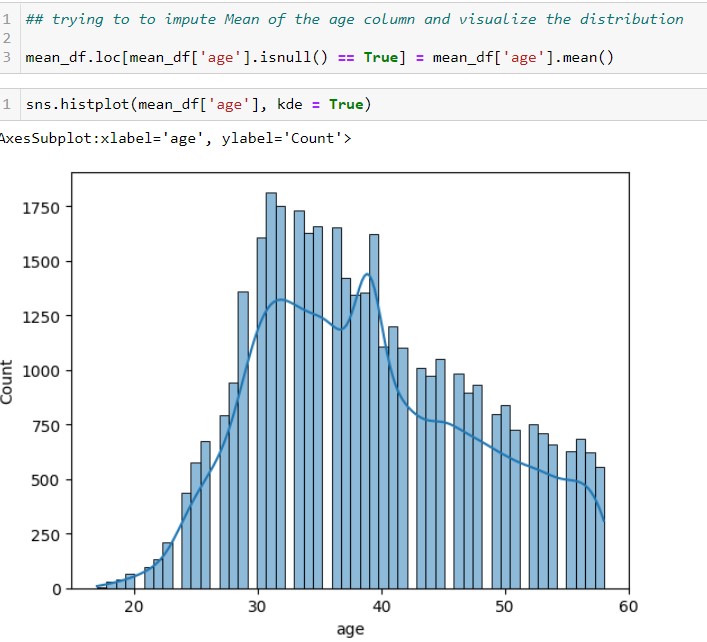 1 ## trying to to impute Mean of the age column and visualize the distribution
2
3 mean_df.loc[mean_df['age'].isnull() == True] = mean_df['age'].mean()
1 sns.histplot(mean_df['age'], kde = True)
AxesSubplot:xlabel='age', ylabel='Count'>
1750
1500
1250
1000
750
500
250
0
Count
20 30 40 50 60
age